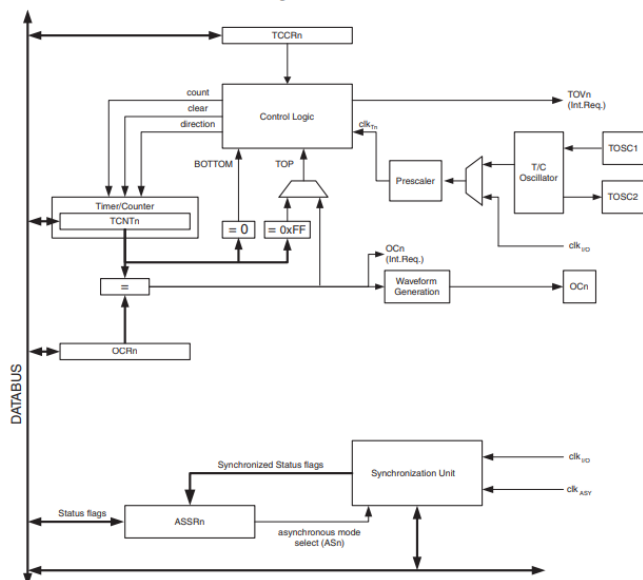 TCCRn
count
clear
direction
Control Logic
TOVn
(Int.Req.)
clkTn
BOTTOM
TOP
Prescaler
T/C
Oscillator
TOSC1
TOSC2
Timer/Counter
TCNTn
= 0
= 0xFF
clkI/O
OCn
(Int.Req.)
=
Waveform
Generation
OCn
OCRn
DATABUS
Synchronized Status flags
Synchronization Unit
clkI/O
clkASY
Status flags
ASSRn
asynchronous mode
select (ASn)